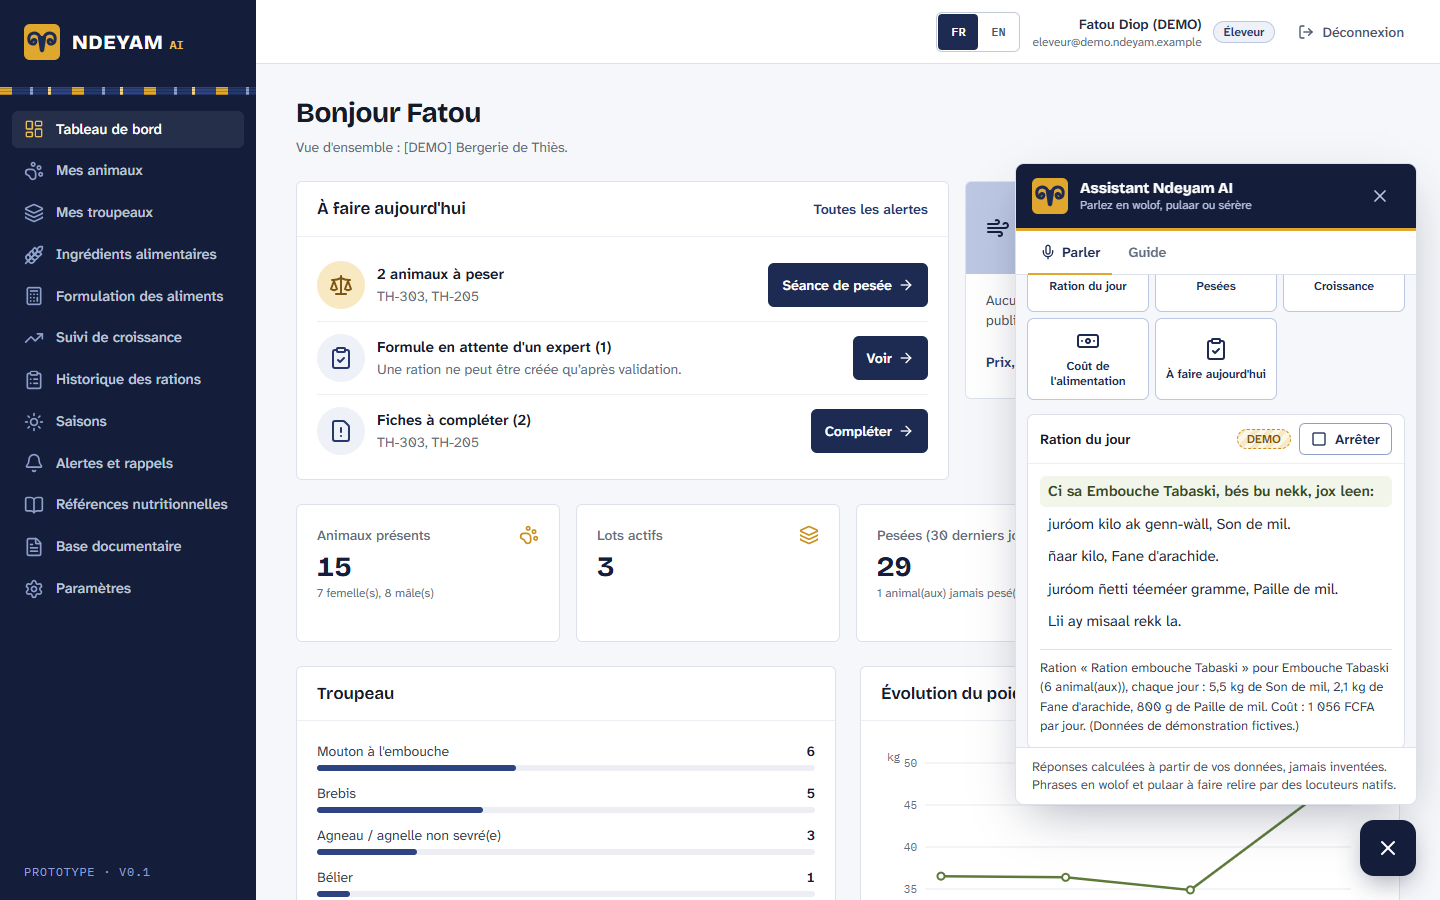 NDEYAM AI
Tableau de bord
Mes animaux
Mes troupeaux
Ingrédients alimentaires
Formulation des aliments
Suivi de croissance
Historique des rations
Saisons
Alertes et rappels
Références nutritionnelles
Base documentaire
Paramètres
PROTOTYPE · V0.1
FR EN
Fatou Diop (DEMO)
eleveur@demo.ndeyam.example
Éleveur
Déconnexion
Bonjour Fatou
Vue d'ensemble : [DEMO] Bergerie de Thiès.
À faire aujourd'hui
Toutes les alertes
2 animaux à peser
TH-303, TH-205
Séance de pesée
Formule en attente d'un expert (1)
Une ration ne peut être créée qu'après validation.
Voir
Fiches à compléter (2)
TH-303, TH-205
Compléter
Aucu
publi
Prix,
Animaux présents
15
7 femelle(s), 8 mâle(s)
Lots actifs
3
Pesées (30 derniers jo
29
1 animal(aux) jamais pesé(
Troupeau
Mouton à l'embouche 6
Brebis 5
Agneau / agnelle non sevré(e) 3
Bélier 1
Évolution du poi
kg
50
45
40
35
Assistant Ndeyam AI
Parlez en wolof, pulaar ou sérère
Parler
Guide
Ration du jour
Pesées
Croissance
Coût de
l'alimentation
À faire aujourd'hui
Ration du jour
DEMO
Arrêter
Ci sa Embouche Tabaski, bés bu nekk, jox leen:
juróom kilo ak genn-wàll, Son de mil.
ñaar kilo, Fane d'arachide.
juróom ñetti téeméer gramme, Paille de mil.
Lii ay misaal rekk la.
Ration « Ration embouche Tabaski » pour Embouche Tabaski
(6 animal(aux)), chaque jour : 5,5 kg de Son de mil, 2,1 kg de
Fane d'arachide, 800 g de Paille de mil. Coût : 1 056 FCFA
par jour. (Données de démonstration fictives.)
Réponses calculées à partir de vos données, jamais inventées.
Phrases en wolof et pulaar à faire relire par des locuteurs natifs.